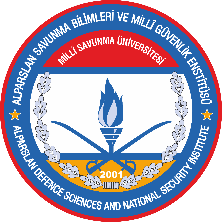 ALPARSLAN SAVUNMA BİLİMLERİ VE MİLLİ GÜVENLİK ENSTİTÜSÜ
MİLLİ SAVUNMA ÜNİVERSİTESİ
2001
ALPARSLAN DEFENCE SCIENCES AND NATIONAL SECURITY INSTITUTE